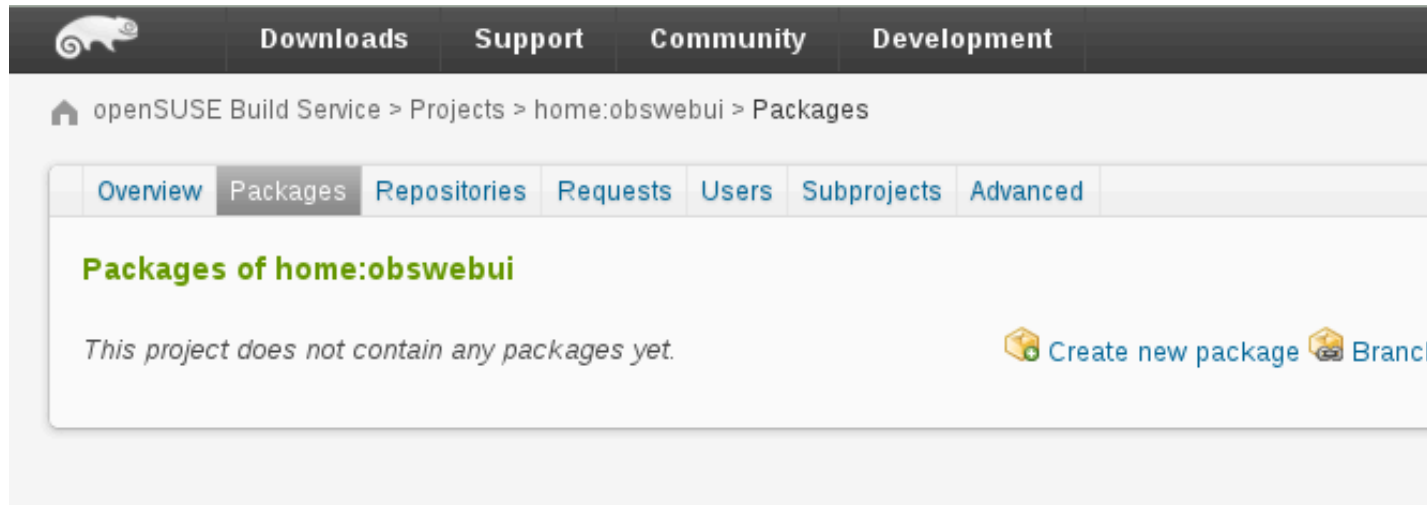 Downloads Support Community Development
openSUSE Build Service > Projects > home:obswebui > Packages
Overview Packages Repositories Requests Users Subprojects Advanced
Packages of home:obswebui
This project does not contain any packages yet. Create new package